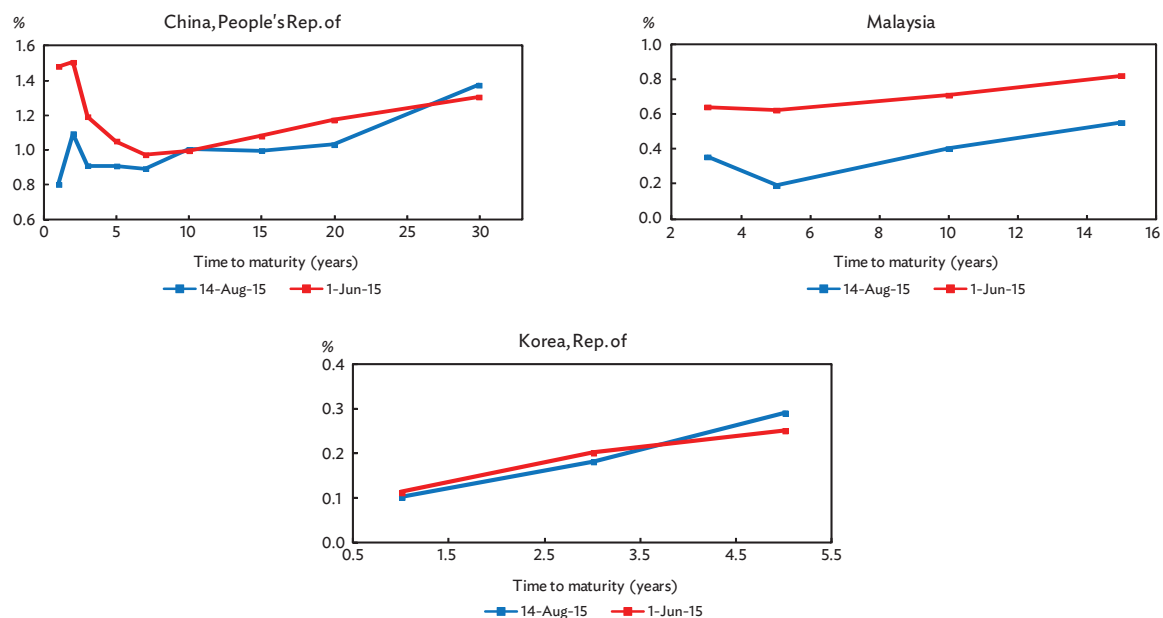 China, People's Rep. of
%
1.6
1.4
1.2
1.0
0.8
0.6
0 5 10 15 20 25 30
Time to maturity (years)
14-Aug-15 1-Jun-15
Malaysia
%
1.0
0.8
0.6
0.4
0.2
0.0
2 4 6 8 10 12 14 16
Time to maturity (years)
14-Aug-15 1-Jun-15
Korea, Rep. of
%
0.4
0.3
0.2
0.1
0.0
0.5 1.5 2.5 3.5 4.5 5.5
Time to maturity (years)
14-Aug-15 1-Jun-15